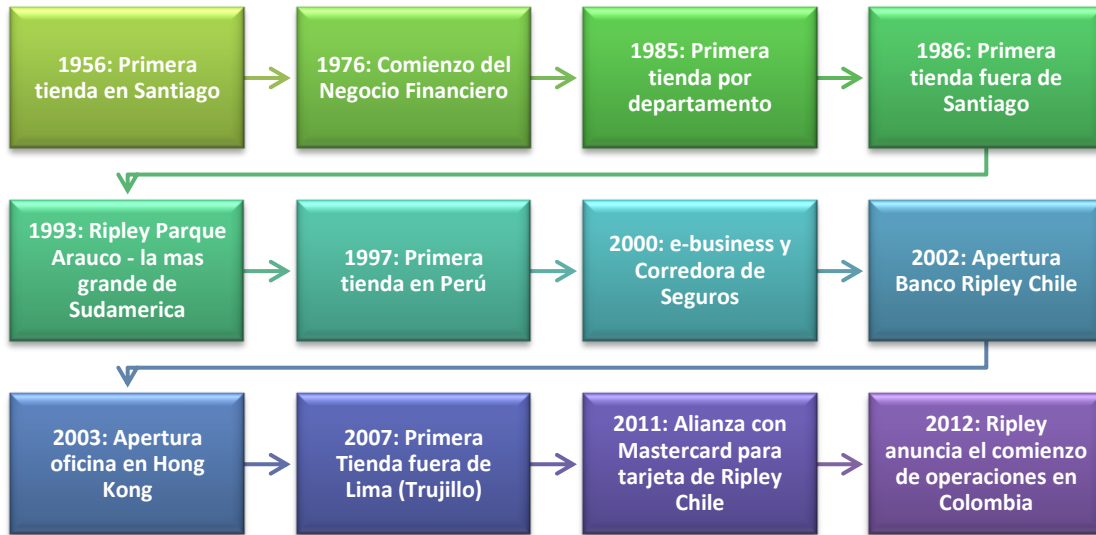 1956: Primera
tienda en Santiago
1976: Comienzo del
Negocio Financiero
1985: Primera
tienda por
departamento
1986: Primera
tienda fuera de
Santiago
1993: Ripley Parque
Arauco - la mas
grande de
Sudamerica
1997: Primera
tienda en Perú
2000: e-business y
Corredora de
Seguros
2002: Apertura
Banco Ripley Chile
2003: Apertura
oficina en Hong
Kong
2007: Primera
Tienda fuera de
Lima (Trujillo)
2011: Alianza con
Mastercard para
tarjeta de Ripley
Chile
2012: Ripley
anuncia el comienzo
de operaciones en
Colombia